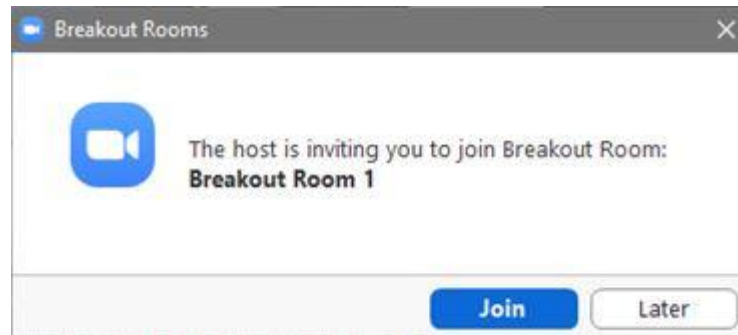 Breakout Rooms
The host is inviting you to join Breakout Room:
Breakout Room 1
Join
Later